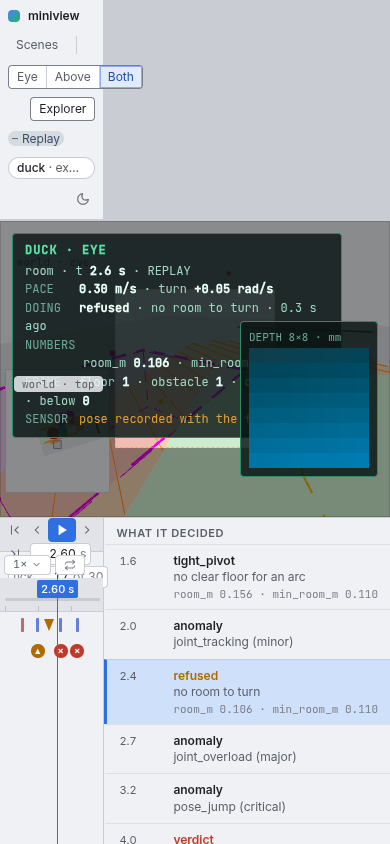 miniview
Scenes
Eye
Above
Both
Explorer
– Replay
duck · ex...
DUCK · EYE
room · t 2.6 s · REPLAY
PACE 0.30 m/s · turn +0.05 rad/s
DOING refused · no room to turn · 0.3 s
ago
NUMBERS
room_m 0.106 · min_room
1 · obstacle 1 ·
· below 0
SENSOR pose recorded with the
world · top
DEPTH 8×8 · mm
2.60 s
1×
2.60 s
WHAT IT DECIDED
1.6 tight_pivot
no clear floor for an arc
room_m 0.156 · min_room_m 0.110
2.0 anomaly
joint_tracking (minor)
2.4 refused
no room to turn
room_m 0.106 · min_room_m 0.110
2.7 anomaly
joint_overload (major)
3.2 anomaly
pose_jump (critical)
4.0 verdict